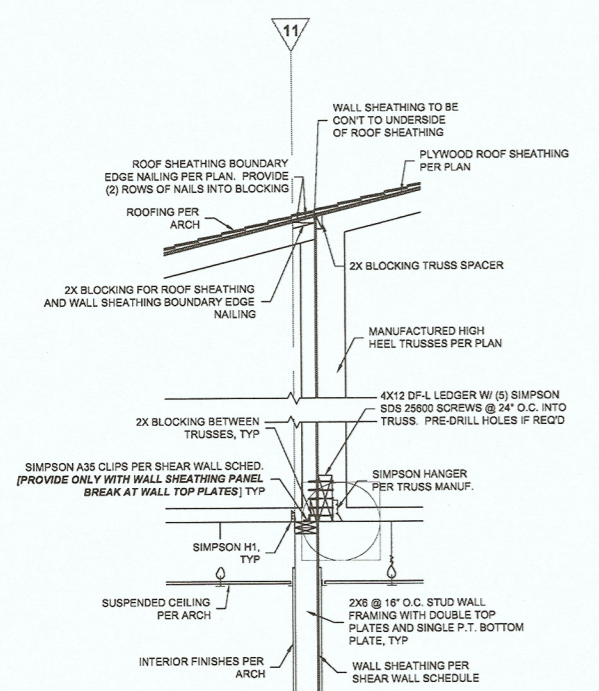 11
WALL SHEATHING TO BE
CON'T TO UNDERSIDE
OF ROOF SHEATHING
ROOF SHEATHING BOUNDARY
EDGE NAILING PER PLAN. PROVIDE
(2) ROWS OF NAILS INTO BLOCKING
PLYWOOD ROOF SHEATHING
PER PLAN
ROOFING PER
ARCH
2X BLOCKING TRUSS SPACER
2X BLOCKING FOR ROOF SHEATHING
AND WALL SHEATHING BOUNDARY EDGE
NAILING
MANUFACTURED HIGH
HEEL TRUSSES PER PLAN
4X12 DF-L LEDGER W/ (5) SIMPSON
SDS 25600 SCREWS @ 24" O.C. INTO
TRUSS. PRE-DRILL HOLES IF REQ'D
2X BLOCKING BETWEEN
TRUSSES, TYP
SIMPSON A35 CLIPS PER SHEAR WALL SCHED.
[PROVIDE ONLY WITH WALL SHEATHING PANEL
BREAK AT WALL TOP PLATES] TYP
SIMPSON HANGER
PER TRUSS MANUF.
SIMPSON H1,
TYP
SUSPENDED CEILING
PER ARCH
2X6 @ 16" O.C. STUD WALL
FRAMING WITH DOUBLE TOP
PLATES AND SINGLE P.T. BOTTOM
PLATE, TYP
INTERIOR FINISHES PER
ARCH
WALL SHEATHING PER
SHEAR WALL SCHEDULE